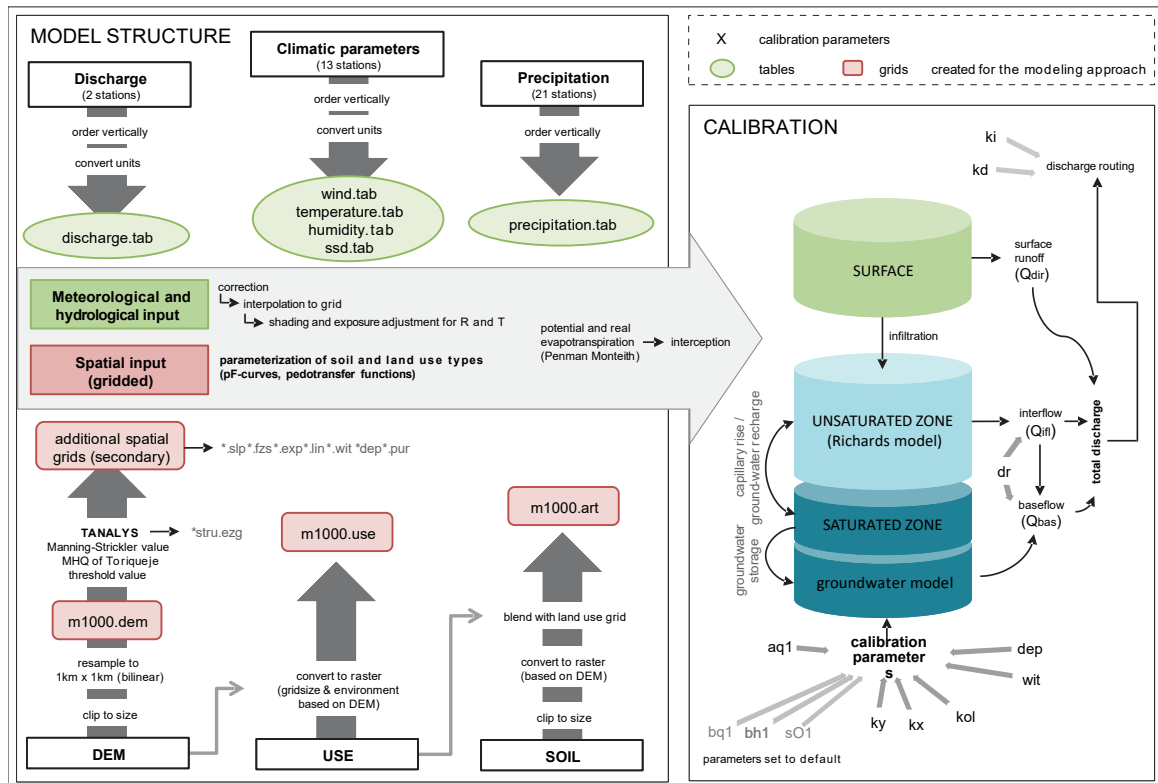 MODEL STRUCTURE
Discharge
(2 stations)
order vertically
convert units
discharge.tab
Climatic parameters
(13 stations)
order vertically
convert units
wind.tab
temperature.tab
humidity.tab
ssd.tab
Precipitation
(21 stations)
order vertically
precipitation.tab
Meteorological and
hydrological input
correction
interpolation to grid
shading and exposure adjustment for R and T
Spatial input
(gridded)
parameterization of soil and land use types
(pF-curves, pedotransfer functions)
potential and real
evapotranspiration
(Penman Monteith)
interception
additional spatial
grids (secondary)
*.slp*.fzs*.exp*.lin*.wit *dep*.pur
TANALYS
*stru.ezg
Manning-Strickler value
MHQ of Toriqueje
threshold value
m1000.dem
resample to
1km x 1km (bilinear)
clip to size
DEM
m1000.use
convert to raster
(gridsize & environment
based on DEM)
clip to size
USE
m1000.art
blend with land use grid
convert to raster
(based on DEM)
clip to size
SOIL
X calibration parameters
tables grids created for the modeling approach
CALIBRATION
ki
kd
discharge routing
SURFACE
surface
runoff
(Qdir)
infiltration
UNSATURATED ZONE
(Richards model)
interflow
(Qifl)
capillary rise /
ground-water recharge
dr
total discharge
SATURATED ZONE
baseflow
(Qbas)
groundwater
storage
groundwater model
calibration
parameter
s
aq1
dep
wit
kol
kx
ky
bq1 bh1 sO1
parameters set to default